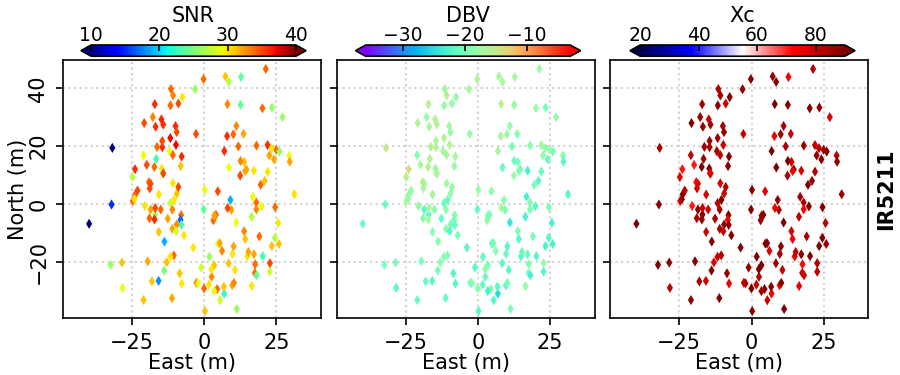 SNR DBV Xc
10 20 30 40 −30 −20 −10 20 40 60 80
40
20
0
−20
North (m)
IR5211
−25 0 25 −25 0 25 −25 0 25
East (m) East (m) East (m)